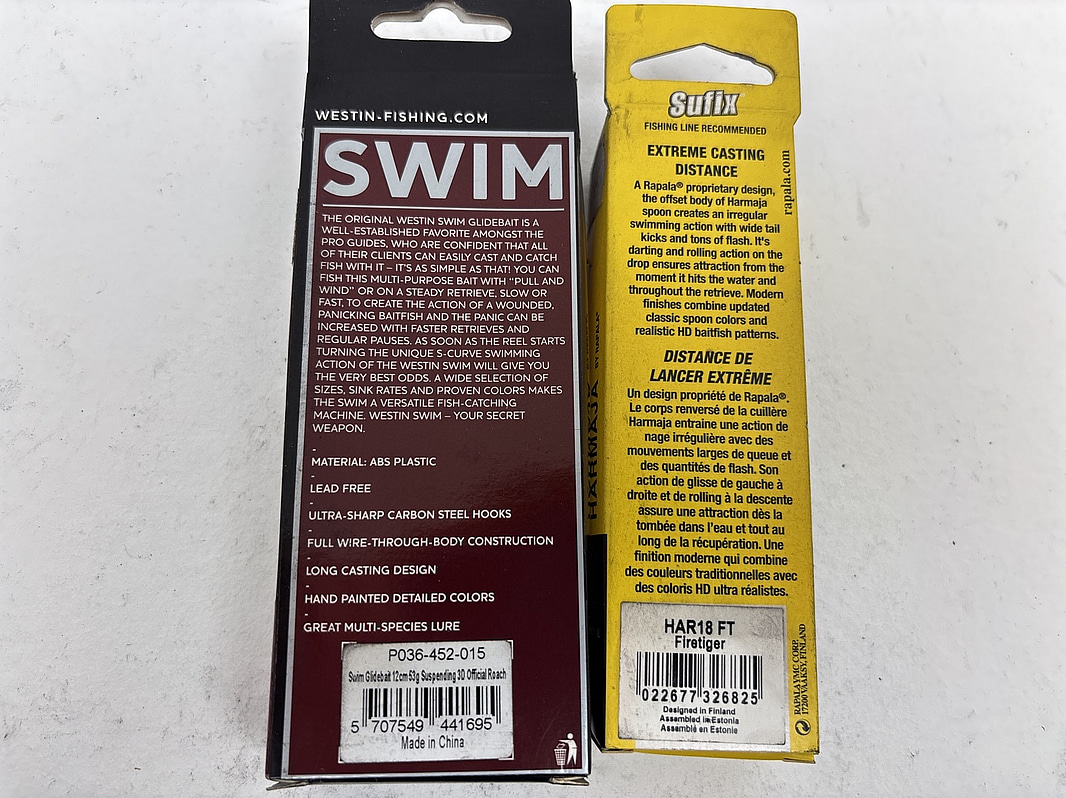 WESTIN-FISHING.COM
SWIM
THE ORIGINAL WESTIN SWIM GLIDEBAIT IS A
WELL-ESTABLISHED FAVORITE AMONGST THE
PRO GUIDES, WHO ARE CONFIDENT THAT ALL
OF THEIR CLIENTS CAN EASILY CAST AND CATCH
FISH WITH IT – IT'S AS SIMPLE AS THAT! YOU CAN
FISH THIS MULTI-PURPOSE BAIT WITH "PULL AND
WIND" OR ON A STEADY RETRIEVE, SLOW OR
FAST, TO CREATE THE ACTION OF A WOUNDED,
PANICKING BAITFISH AND THE PANIC CAN BE
INCREASED WITH FASTER RETRIEVES AND
REGULAR PAUSES. AS SOON AS THE REEL STARTS
TURNING THE UNIQUE S-CURVE SWIMMING
ACTION OF THE WESTIN SWIM WILL GIVE YOU
THE VERY BEST ODDS. A WIDE SELECTION OF
SIZES, SINK RATES AND PROVEN COLORS MAKES
THE SWIM A VERSATILE FISH-CATCHING
MACHINE. WESTIN SWIM – YOUR SECRET
WEAPON.
-
MATERIAL: ABS PLASTIC
-
LEAD FREE
-
ULTRA-SHARP CARBON STEEL HOOKS
-
FULL WIRE-THROUGH-BODY CONSTRUCTION
-
LONG CASTING DESIGN
-
HAND PAINTED DETAILED COLORS
-
GREAT MULTI-SPECIES LURE
P036-452-015
Swim Glidebait 12cm 53g Suspending 3D Official Roach
5 707549 441695
Made in China
HARMAJA BY RAPALA
Sufix
FISHING LINE RECOMMENDED
EXTREME CASTING
DISTANCE
rapala.com
A Rapala® proprietary design,
the offset body of Harmaja
spoon creates an irregular
swimming action with wide tail
kicks and tons of flash. It's
darting and rolling action on the
drop ensures attraction from the
moment it hits the water and
throughout the retrieve. Modern
finishes combine updated
classic spoon colors and
realistic HD baitfish patterns.
DISTANCE DE
LANCER EXTRÊME
Un design propriété de Rapala®.
Le corps renversé de la cuillère
Harmaja entraine une action de
nage irrégulière avec des
mouvements larges de queue et
des quantités de flash. Son
action de glisse de gauche à
droite et de rolling à la descente
assure une attraction dès la
tombée dans l'eau et tout au
long de la récupération. Une
finition moderne qui combine
des couleurs traditionnelles avec
des coloris HD ultra réalistes.
HAR18 FT
Firetiger
022677 326825
Designed in Finland
Assembled in Estonia
Assemblé en Estonie
RAPALA VMC CORP.
17200 VÄÄKSY, FINLAND